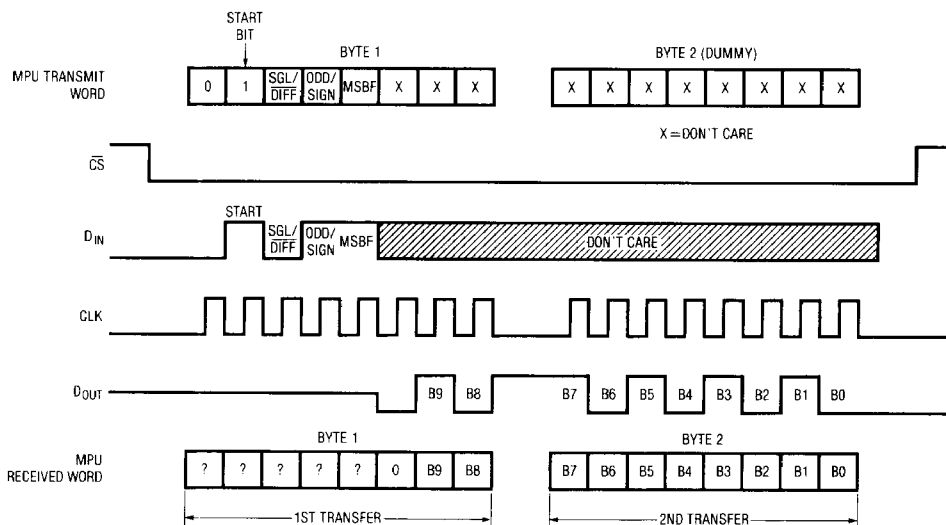 START
BIT
BYTE 1
BYTE 2 (DUMMY)
MPU TRANSMIT
WORD
0 1 SGL/DIFF ODD/SIGN MSBF X X X
X X X X X X X X
X = DON'T CARE
CS
START
DIN
SGL/DIFF ODD/SIGN MSBF DON'T CARE
CLK
DOUT
B9 B8 B7 B6 B5 B4 B3 B2 B1 B0
BYTE 1
BYTE 2
MPU
RECEIVED WORD
? ? ? ? ? 0 B9 B8
B7 B6 B5 B4 B3 B2 B1 B0
1ST TRANSFER
2ND TRANSFER